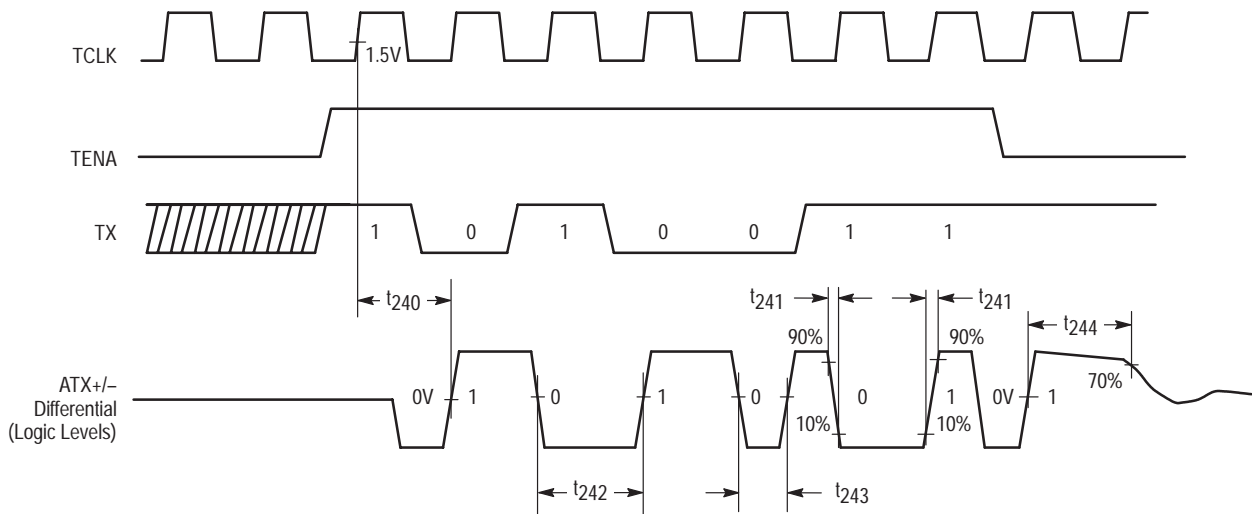 TCLK
1.5V
TENA
TX
1 0 1 0 0 1 1
t240
t241
t241
t244
90%
90%
70%
ATX+/–
Differential
(Logic Levels)
0V 1 0 1 0 0 1 0V 1
10%
10%
t242
t243